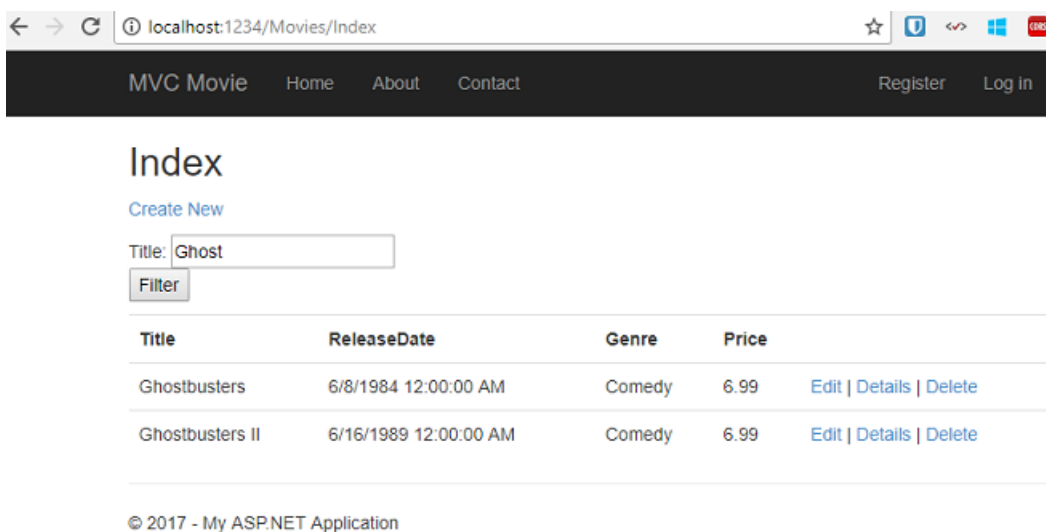 localhost:1234/Movies/Index
MVC Movie Home About Contact Register Log in
Index
Create New
Title: Ghost
Filter
Title ReleaseDate Genre Price
Ghostbusters 6/8/1984 12:00:00 AM Comedy 6.99 Edit | Details | Delete
Ghostbusters II 6/16/1989 12:00:00 AM Comedy 6.99 Edit | Details | Delete
© 2017 - My ASP.NET Application